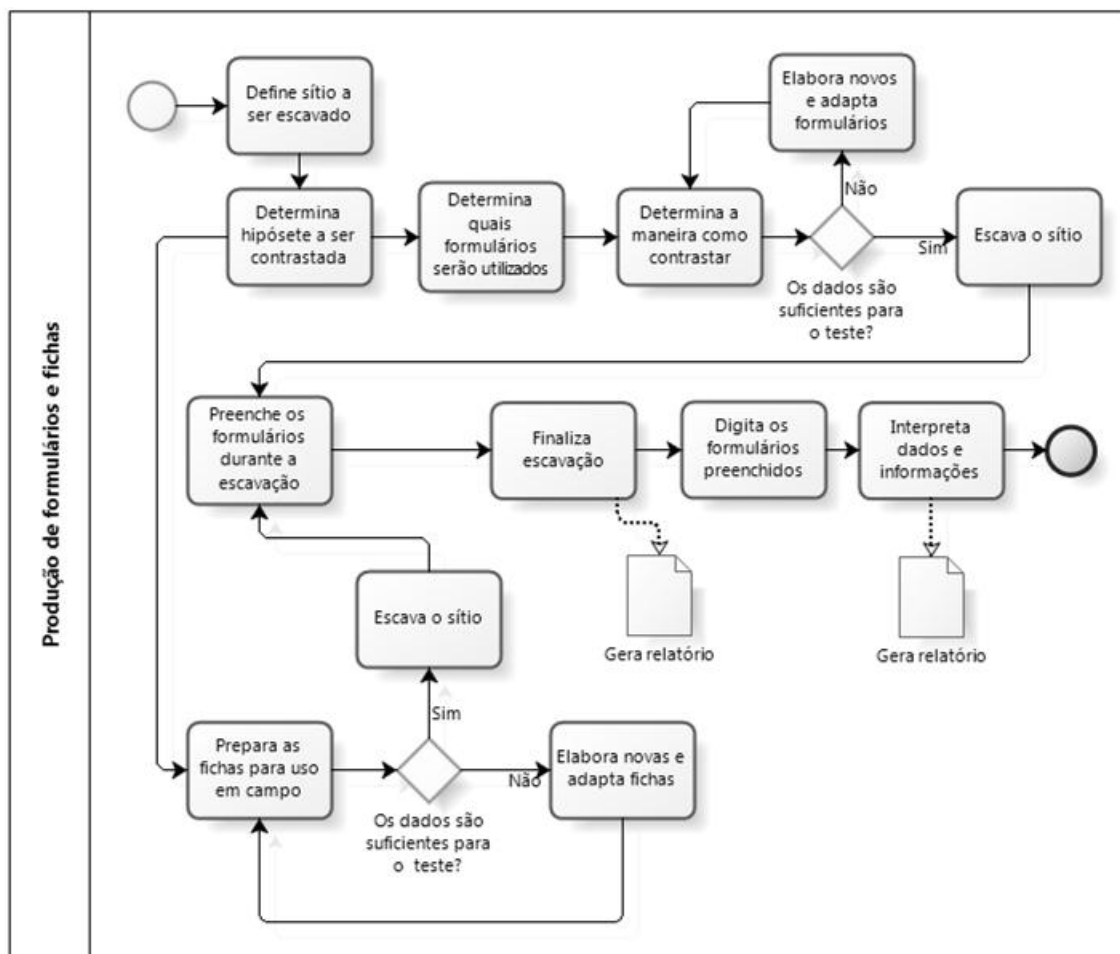 Produção de formulários e fichas
Define sítio a
ser escavado
Elabora novos
e adapta
formulários
Determina
hipósete a ser
contrastada
Determina
quais
formulários
serão utilizados
Determina a
maneira como
contrastar
Não
Sim
Escava o sítio
Os dados são
suficientes para
o teste?
Preenche os
formulários
durante a
escavação
Finaliza
escavação
Digita os
formulários
preenchidos
Interpreta
dados e
informações
Gera relatório
Gera relatório
Escava o sítio
Sim
Prepara as
fichas para uso
em campo
Não
Elabora novas e
adapta fichas
Os dados são
suficientes para
o teste?